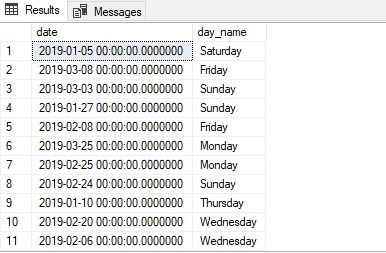 Results Messages
date day_name
1 2019-01-05 00:00:00.0000000 Saturday
2 2019-03-08 00:00:00.0000000 Friday
3 2019-03-03 00:00:00.0000000 Sunday
4 2019-01-27 00:00:00.0000000 Sunday
5 2019-02-08 00:00:00.0000000 Friday
6 2019-03-25 00:00:00.0000000 Monday
7 2019-02-25 00:00:00.0000000 Monday
8 2019-02-24 00:00:00.0000000 Sunday
9 2019-01-10 00:00:00.0000000 Thursday
10 2019-02-20 00:00:00.0000000 Wednesday
11 2019-02-06 00:00:00.0000000 Wednesday